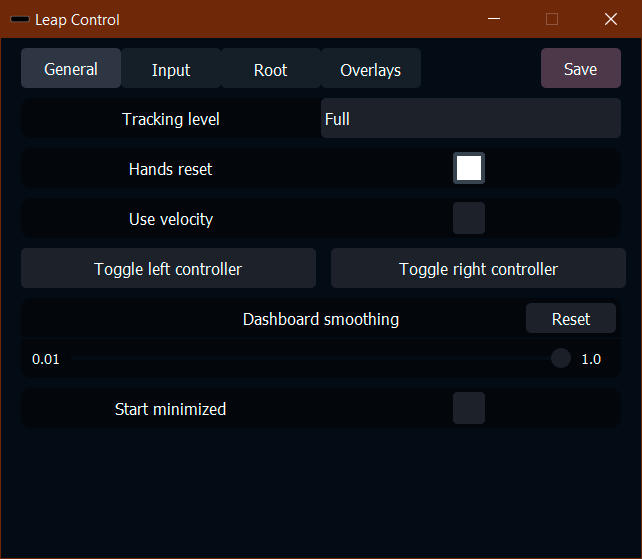 Leap Control
General Input Root Overlays Save
Tracking level Full
Hands reset
Use velocity
Toggle left controller Toggle right controller
Dashboard smoothing Reset
0.01 1.0
Start minimized